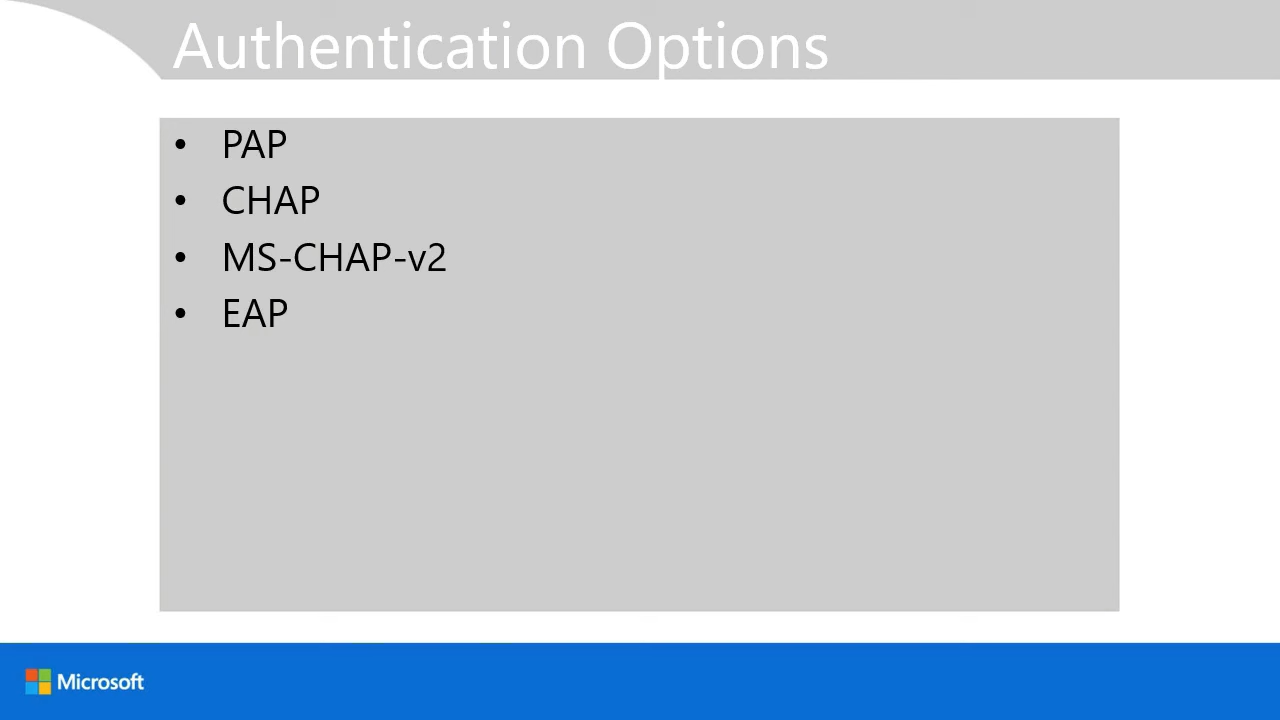 Authentication Options
• PAP
• CHAP
• MS-CHAP-v2
• EAP
Microsoft